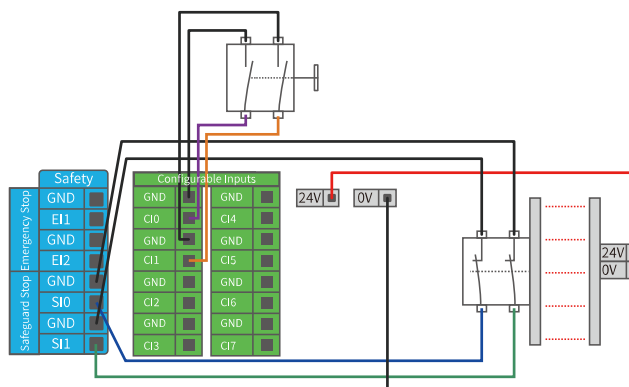 Safety
Emergency Stop
GND
EI1
GND
EI2
Safeguard Stop
GND
SI0
GND
SI1
Configurable Inputs
GND
CI0
GND
CI1
GND
CI2
GND
CI3
GND
CI4
GND
CI5
GND
CI6
GND
CI7
24V
0V
24V
0V